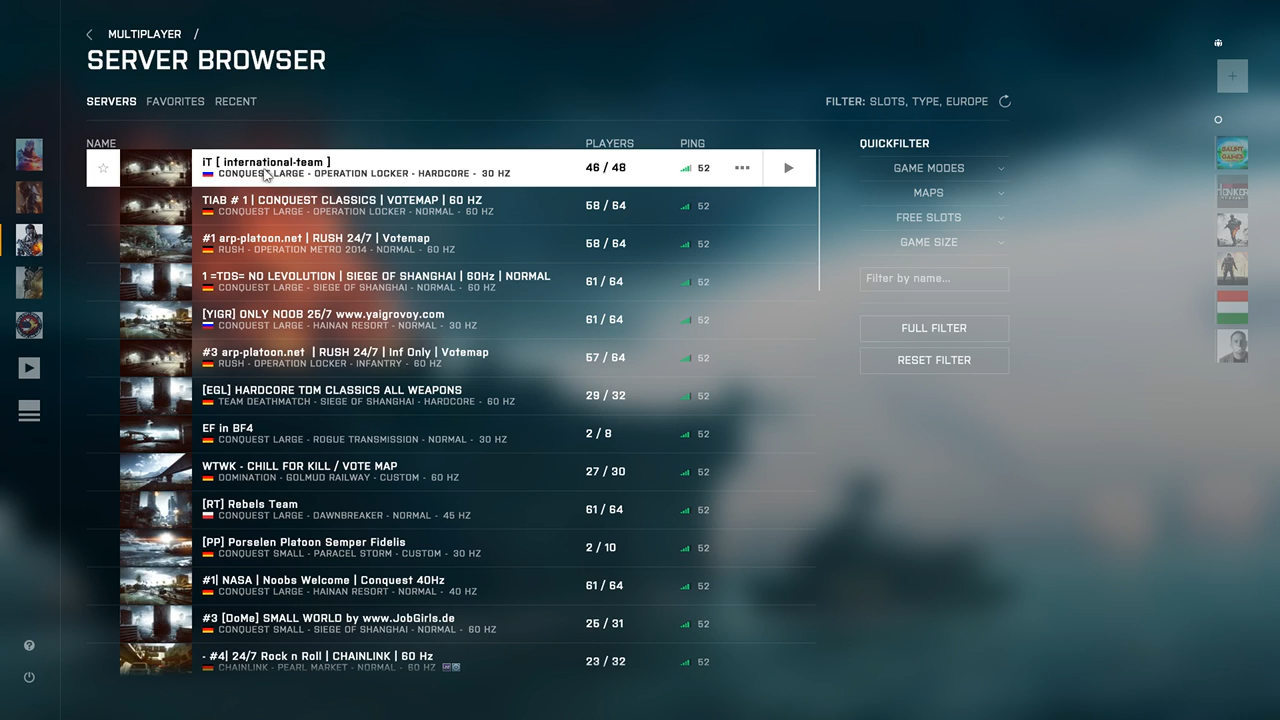 MULTIPLAYER /
SERVER BROWSER
SERVERS FAVORITES RECENT
FILTER: SLOTS, TYPE, EUROPE
NAME PLAYERS PING
iT [ international-team ] 46 / 48 52
CONQUEST LARGE - OPERATION LOCKER - HARDCORE - 30 HZ
TIAB # 1 | CONQUEST CLASSICS | VOTEMAP | 60 HZ 58 / 64 52
CONQUEST LARGE - OPERATION LOCKER - NORMAL - 60 HZ
#1 arp-platoon.net | RUSH 24/7 | Votemap 58 / 64 52
RUSH - OPERATION METRO 2014 - NORMAL - 60 HZ
1 =TDS= NO LEVOLUTION | SIEGE OF SHANGHAI | 60Hz | NORMAL 61 / 64 52
CONQUEST LARGE - SIEGE OF SHANGHAI - NORMAL - 60 HZ
[YIGR] ONLY NOOB 25/7 www.yaigrovoy.com 61 / 64 52
CONQUEST LARGE - HAINAN RESORT - NORMAL - 30 HZ
#3 arp-platoon.net | RUSH 24/7 | Inf Only | Votemap 57 / 64 52
RUSH - OPERATION LOCKER - INFANTRY - 60 HZ
[EGL] HARDCORE TDM CLASSICS ALL WEAPONS 29 / 32 52
TEAM DEATHMATCH - SIEGE OF SHANGHAI - HARDCORE - 60 HZ
EF in BF4 2 / 8 52
CONQUEST LARGE - ROGUE TRANSMISSION - NORMAL - 30 HZ
WTWK - CHILL FOR KILL / VOTE MAP 27 / 30 52
DOMINATION - GOLMUD RAILWAY - CUSTOM - 60 HZ
[RT] Rebels Team 61 / 64 52
CONQUEST LARGE - DAWNBREAKER - NORMAL - 45 HZ
[PP] Porselen Platoon Semper Fidelis 2 / 10 52
CONQUEST SMALL - PARACEL STORM - CUSTOM - 30 HZ
#1| NASA | Noobs Welcome | Conquest 40Hz 61 / 64 52
CONQUEST LARGE - HAINAN RESORT - NORMAL - 40 HZ
#3 [DoMe] SMALL WORLD by www.JobGirls.de 25 / 31 52
CONQUEST SMALL - SIEGE OF SHANGHAI - NORMAL - 60 HZ
- #4| 24/7 Rock n Roll | CHAINLINK | 60 Hz 23 / 32 52
CHAINLINK - PEARL MARKET - NORMAL - 60 HZ
QUICKFILTER
GAME MODES
MAPS
FREE SLOTS
GAME SIZE
Filter by name...
FULL FILTER
RESET FILTER